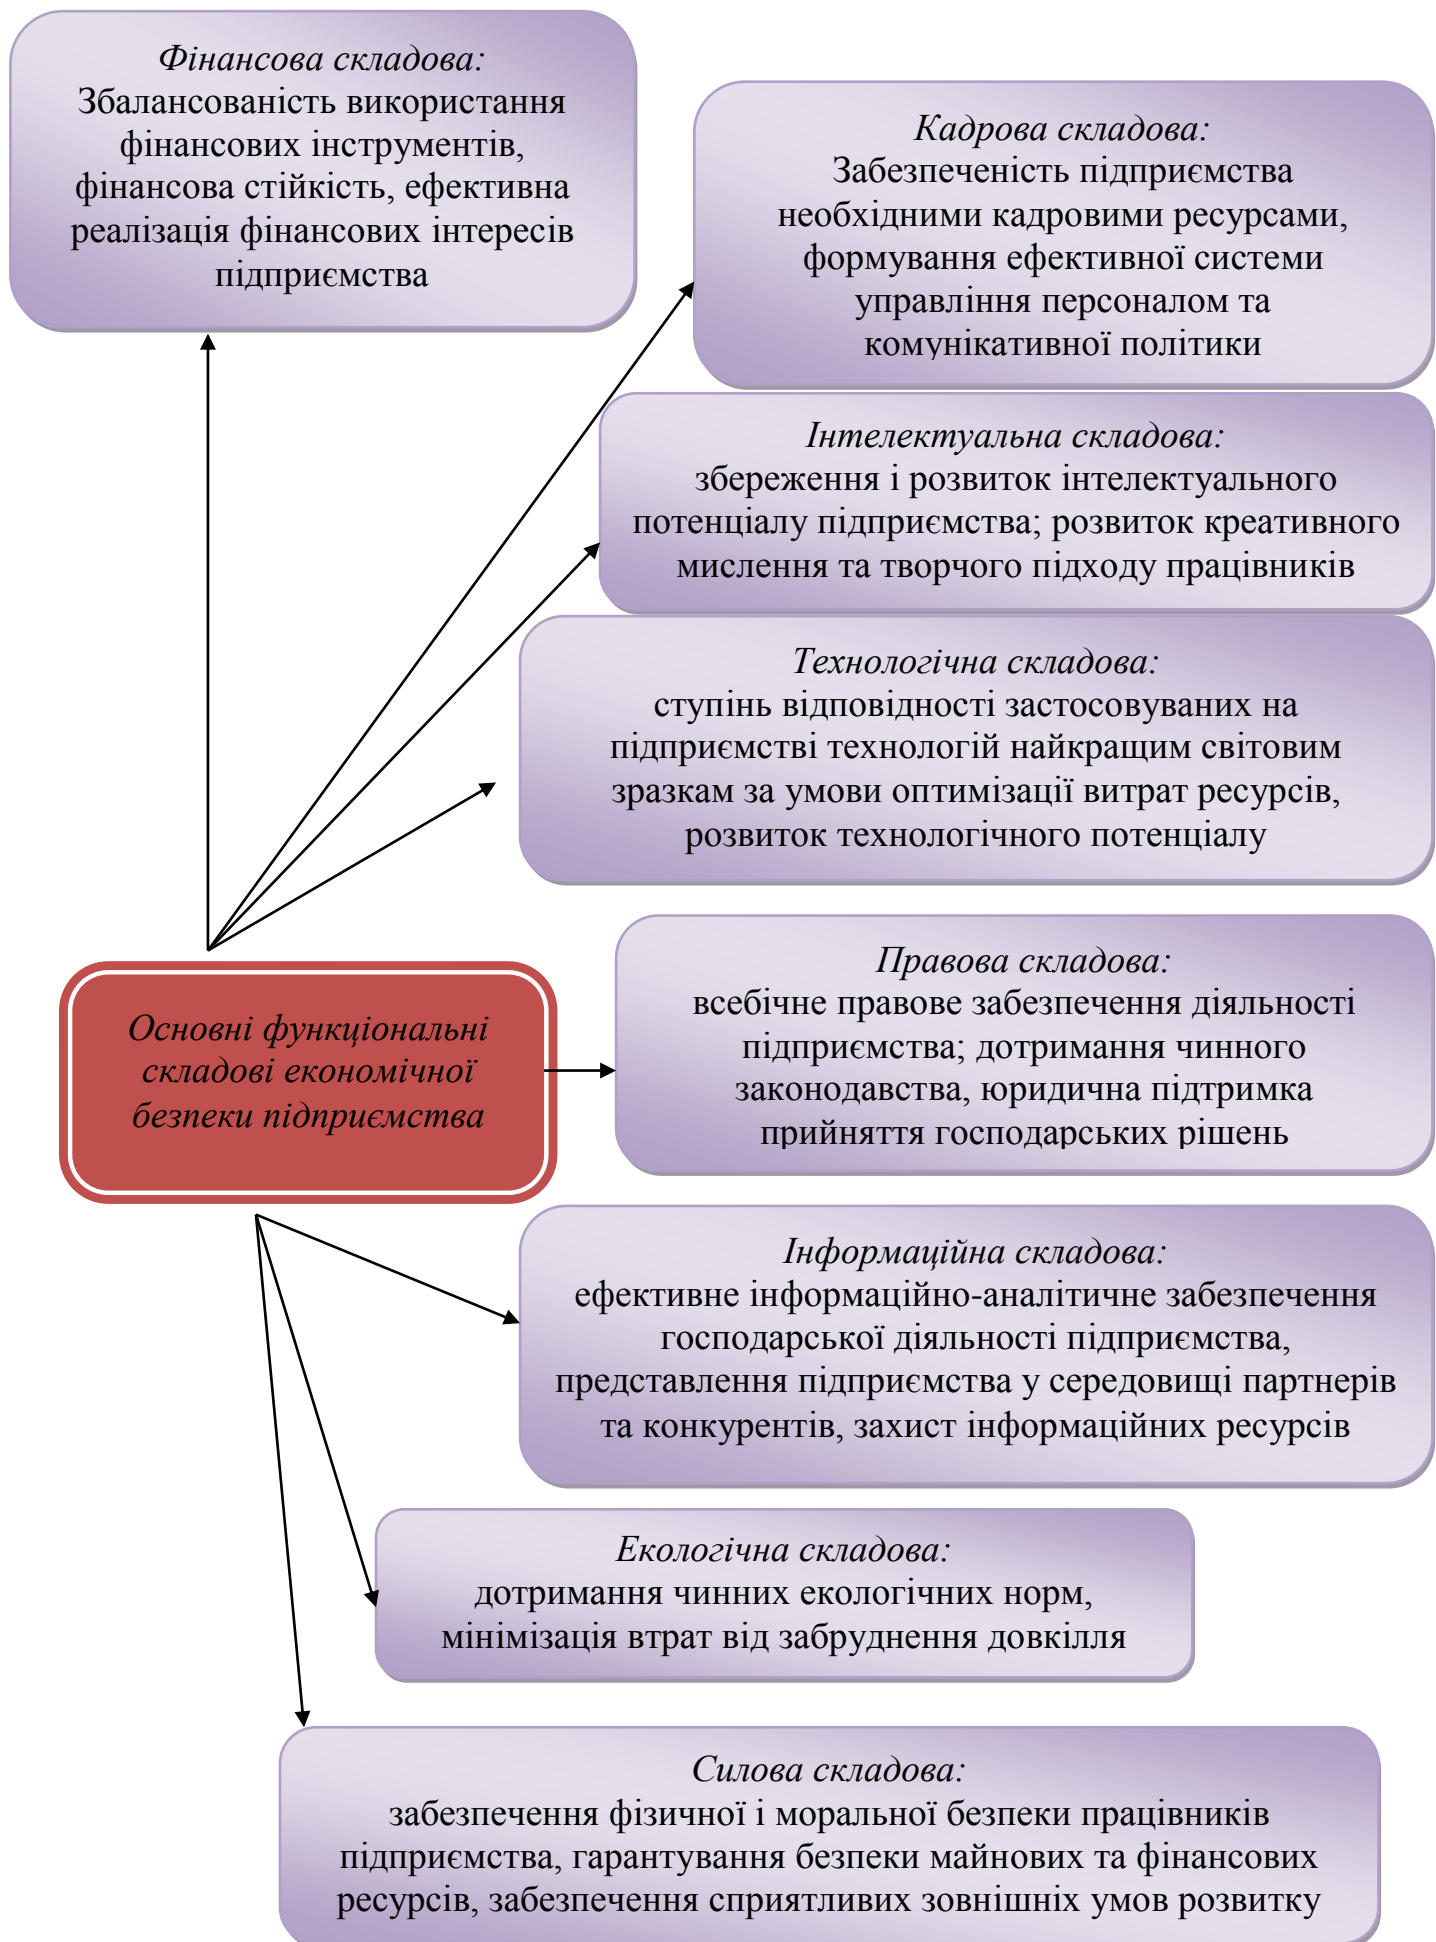 Фінансова складова:
Збалансованість використання
фінансових інструментів,
фінансова стійкість, ефективна
реалізація фінансових інтересів
підприємства
Кадрова складова:
Забезпеченість підприємства
необхідними кадровими ресурсами,
формування ефективної системи
управління персоналом та
комунікативної політики
Інтелектуальна складова:
збереження і розвиток інтелектуального
потенціалу підприємства; розвиток креативного
мислення та творчого підходу працівників
Технологічна складова:
ступінь відповідності застосовуваних на
підприємстві технологій найкращим світовим
зразкам за умови оптимізації витрат ресурсів,
розвиток технологічного потенціалу
Правова складова:
всебічне правове забезпечення діяльності
підприємства; дотримання чинного
законодавства, юридична підтримка
прийняття господарських рішень
Основні функціональні
складові економічної
безпеки підприємства
Інформаційна складова:
ефективне інформаційно-аналітичне забезпечення
господарської діяльності підприємства,
представлення підприємства у середовищі партнерів
та конкурентів, захист інформаційних ресурсів
Екологічна складова:
дотримання чинних екологічних норм,
мінімізація втрат від забруднення довкілля
Силова складова:
забезпечення фізичної і моральної безпеки працівників
підприємства, гарантування безпеки майнових та фінансових
ресурсів, забезпечення сприятливих зовнішніх умов розвитку